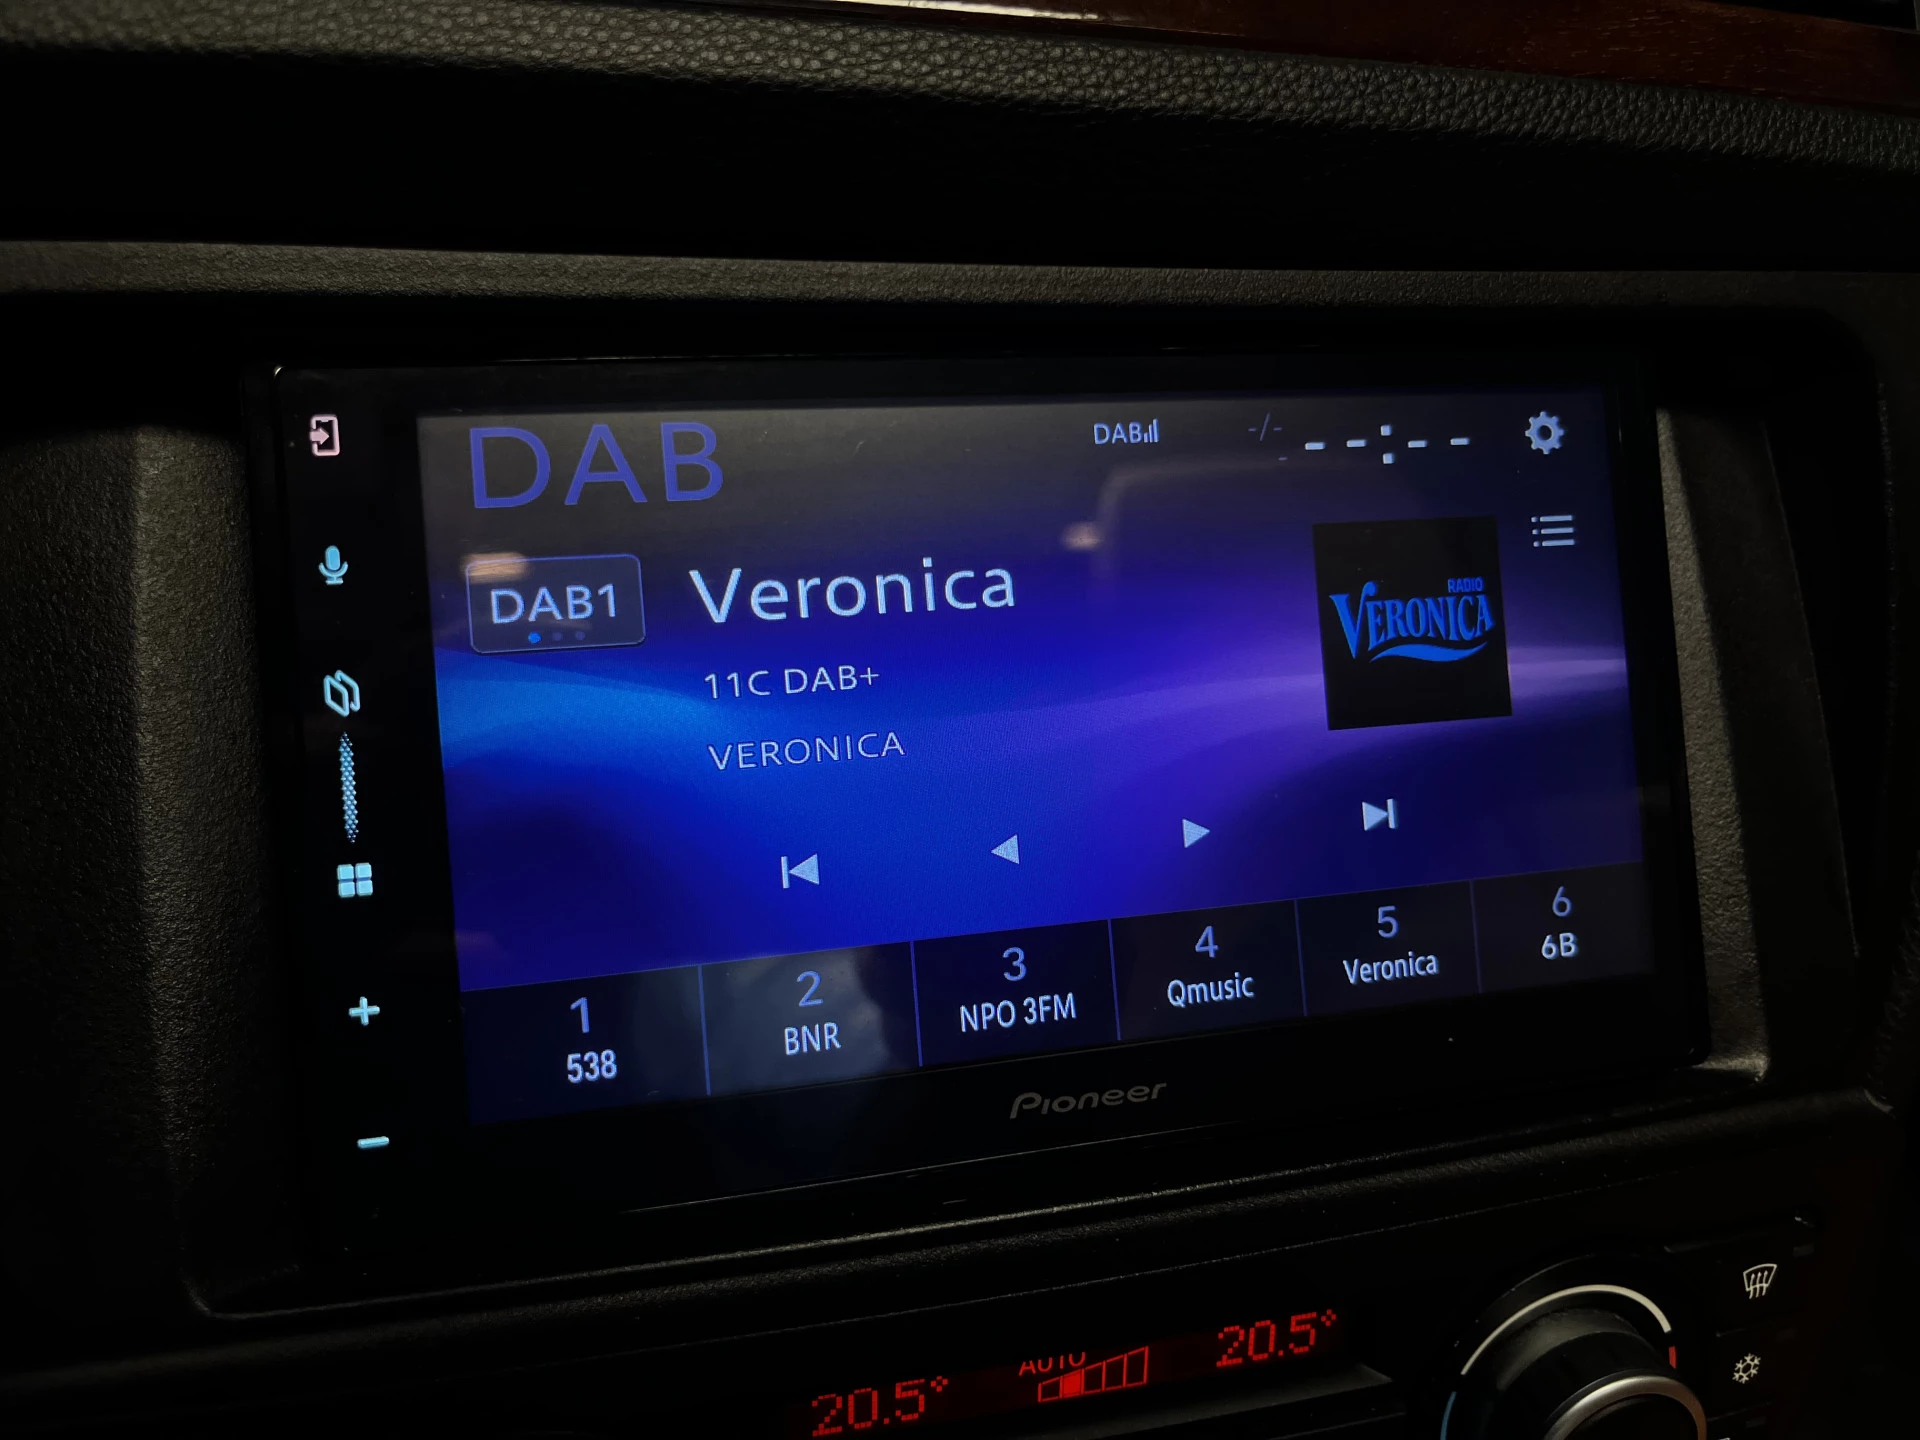 DAB
DAB -/- --:--
DAB1
Veronica
11C DAB+
VERONICA
RADIO
VERONICA
1 2 3 4 5 6
538 BNR NPO 3FM Qmusic Veronica 6B
Pioneer
20.5° AUTO 20.5°